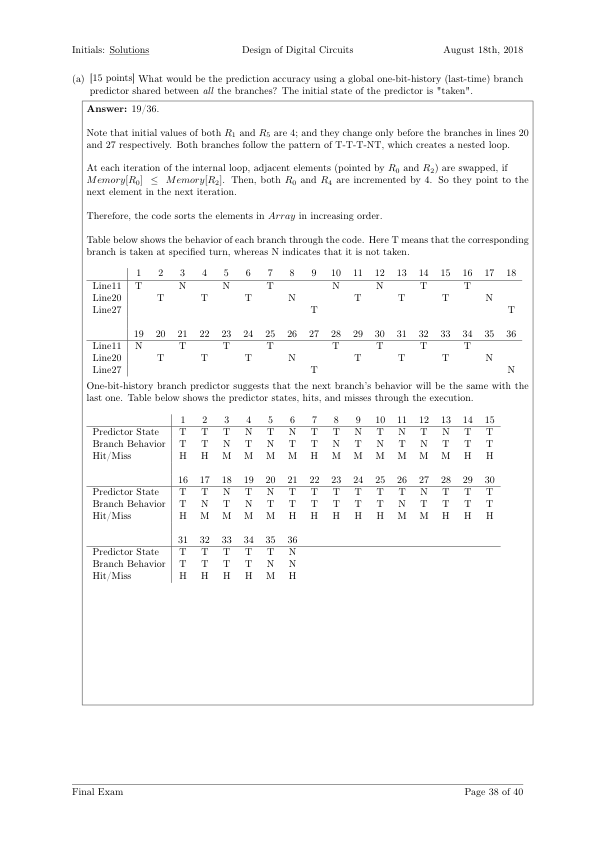 Initials: Solutions Design of Digital Circuits August 18th, 2018
(a) [15 points] What would be the prediction accuracy using a global one-bit-history (last-time) branch
predictor shared between all the branches? The initial state of the predictor is "taken".
Answer: 19/36.
Note that initial values of both R1 and R5 are 4; and they change only before the branches in lines 20
and 27 respectively. Both branches follow the pattern of T-T-T-NT, which creates a nested loop.
At each iteration of the internal loop, adjacent elements (pointed by R0 and R2) are swapped, if
Memory[R0] ≤ Memory[R2]. Then, both R0 and R4 are incremented by 4. So they point to the
next element in the next iteration.
Therefore, the code sorts the elements in Array in increasing order.
Table below shows the behavior of each branch through the code. Here T means that the corresponding
branch is taken at specified turn, whereas N indicates that it is not taken.
1 2 3 4 5 6 7 8 9 10 11 12 13 14 15 16 17 18
Line11 T N N T N N T T
Line20 T T T N T T T N
Line27 T T
19 20 21 22 23 24 25 26 27 28 29 30 31 32 33 34 35 36
Line11 N T T T T T T T
Line20 T T T N T T T N
Line27 T N
One-bit-history branch predictor suggests that the next branch's behavior will be the same with the
last one. Table below shows the predictor states, hits, and misses through the execution.
1 2 3 4 5 6 7 8 9 10 11 12 13 14 15
Predictor State T T T N T N T T N T N T N T T
Branch Behavior T T N T N T T N T N T N T T T
Hit/Miss H H M M M M H M M M M M M H H
16 17 18 19 20 21 22 23 24 25 26 27 28 29 30
Predictor State T T N T N T T T T T T N T T T
Branch Behavior T N T N T T T T T T N T T T T
Hit/Miss H M M M M H H H H H M M H H H
31 32 33 34 35 36
Predictor State T T T T T N
Branch Behavior T T T T N N
Hit/Miss H H H H M H
Final Exam Page 38 of 40